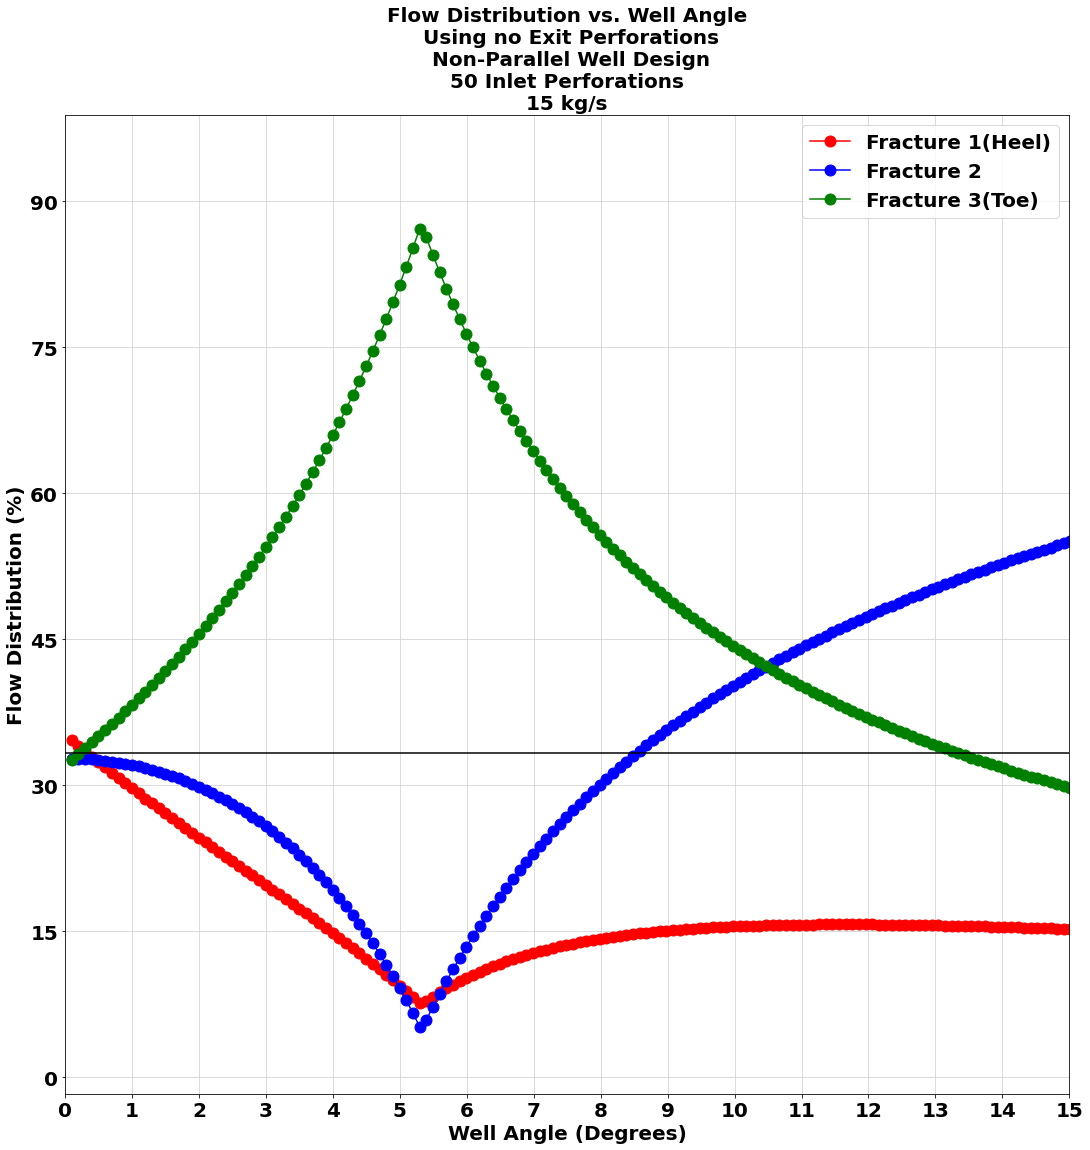 Flow Distribution vs. Well Angle
Using no Exit Perforations
Non-Parallel Well Design
50 Inlet Perforations
15 kg/s
Fracture 1(Heel)
Fracture 2
Fracture 3(Toe)
90
75
60
45
30
15
0
Flow Distribution (%)
0 1 2 3 4 5 6 7 8 9 10 11 12 13 14 15
Well Angle (Degrees)